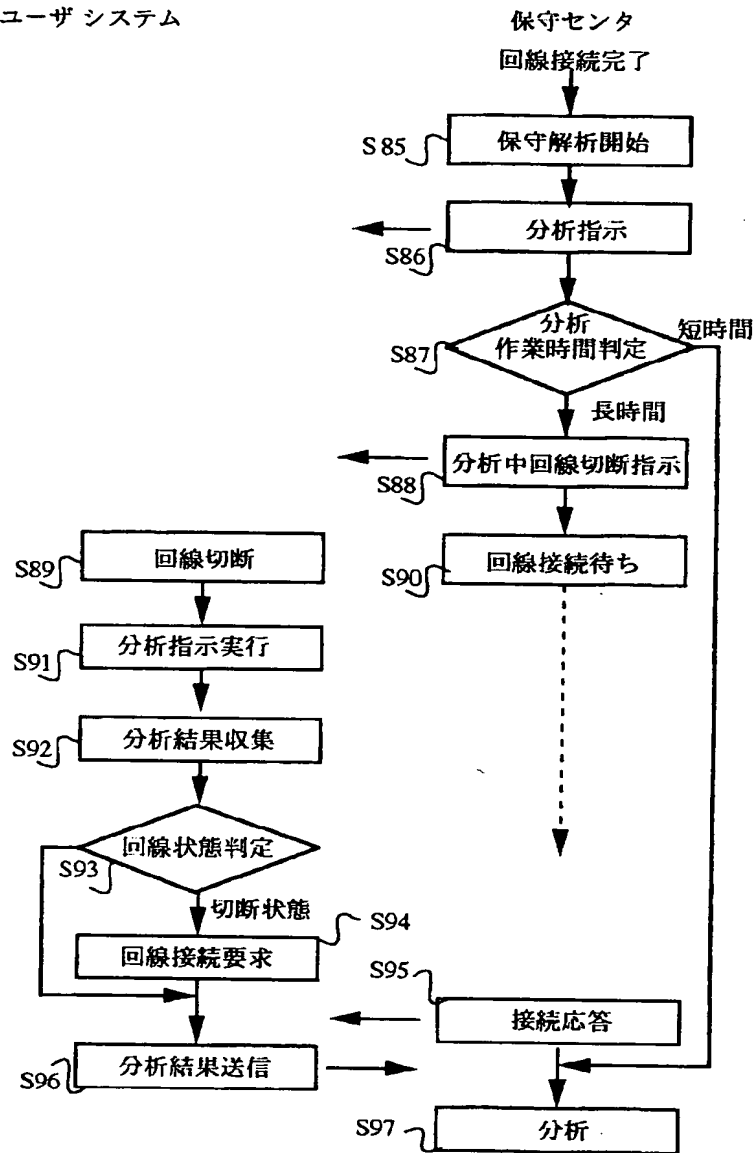 ユーザ システム
保守センタ
回線接続完了
S85
保守解析開始
S86
分析指示
S87
分析
作業時間判定
短時間
長時間
S88
分析中回線切断指示
S89
回線切断
S90
回線接続待ち
S91
分析指示実行
S92
分析結果収集
S93
回線状態判定
切断状態
S94
回線接続要求
S95
接続応答
S96
分析結果送信
S97
分析